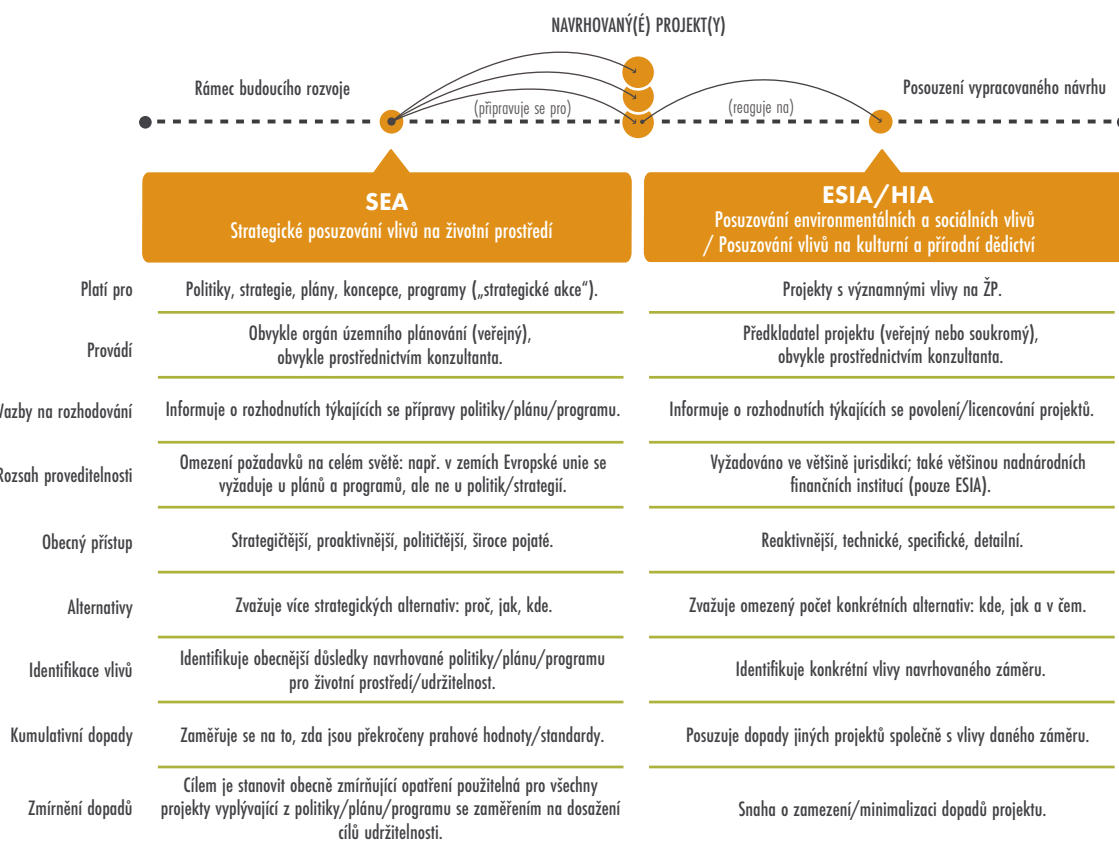 NAVRHOVANÝ(É) PROJEKT(Y)
Rámec budoucího rozvoje
(připravuje se pro)
(reaguje na)
Posouzení vypracovaného návrhu
SEA
Strategické posuzování vlivů na životní prostředí
ESIA/HIA
Posuzování environmentálních a sociálních vlivů
/ Posuzování vlivů na kulturní a přírodní dědictví
Platí pro
Politiky, strategie, plány, koncepce, programy („strategické akce“).
Projekty s významnými vlivy na ŽP.
Provádí
Obvykle orgán územního plánování (veřejný),
obvykle prostřednictvím konzultanta.
Předkladatel projektu (veřejný nebo soukromý),
obvykle prostřednictvím konzultanta.
Vazby na rozhodování
Informuje o rozhodnutích týkajících se přípravy politiky/plánu/programu.
Informuje o rozhodnutích týkajících se povolení/licencování projektů.
Rozsah proveditelnosti
Omezení požadavků na celém světě: např. v zemích Evropské unie se
vyžaduje u plánů a programů, ale ne u politik/strategií.
Vyžadováno ve většině jurisdikcí; také většinou nadnárodních
finančních institucí (pouze ESIA).
Obecný přístup
Strategičtější, proaktivnější, političtější, široce pojaté.
Reaktivnější, technické, specifické, detailní.
Alternativy
Zvažuje více strategických alternativ: proč, jak, kde.
Zvažuje omezený počet konkrétních alternativ: kde, jak a v čem.
Identifikace vlivů
Identifikuje obecnější důsledky navrhované politiky/plánu/programu
pro životní prostředí/udržitelnost.
Identifikuje konkrétní vlivy navrhovaného záměru.
Kumulativní dopady
Zaměřuje se na to, zda jsou překročeny prahové hodnoty/standardy.
Posuzuje dopady jiných projektů společně s vlivy daného záměru.
Zmírnění dopadů
Cílem je stanovit obecně zmírňující opatření použitelná pro všechny
projekty vyplývající z politiky/plánu/programu se zaměřením na dosažení
cílů udržitelnosti.
Snaha o zamezení/minimalizaci dopadů projektu.